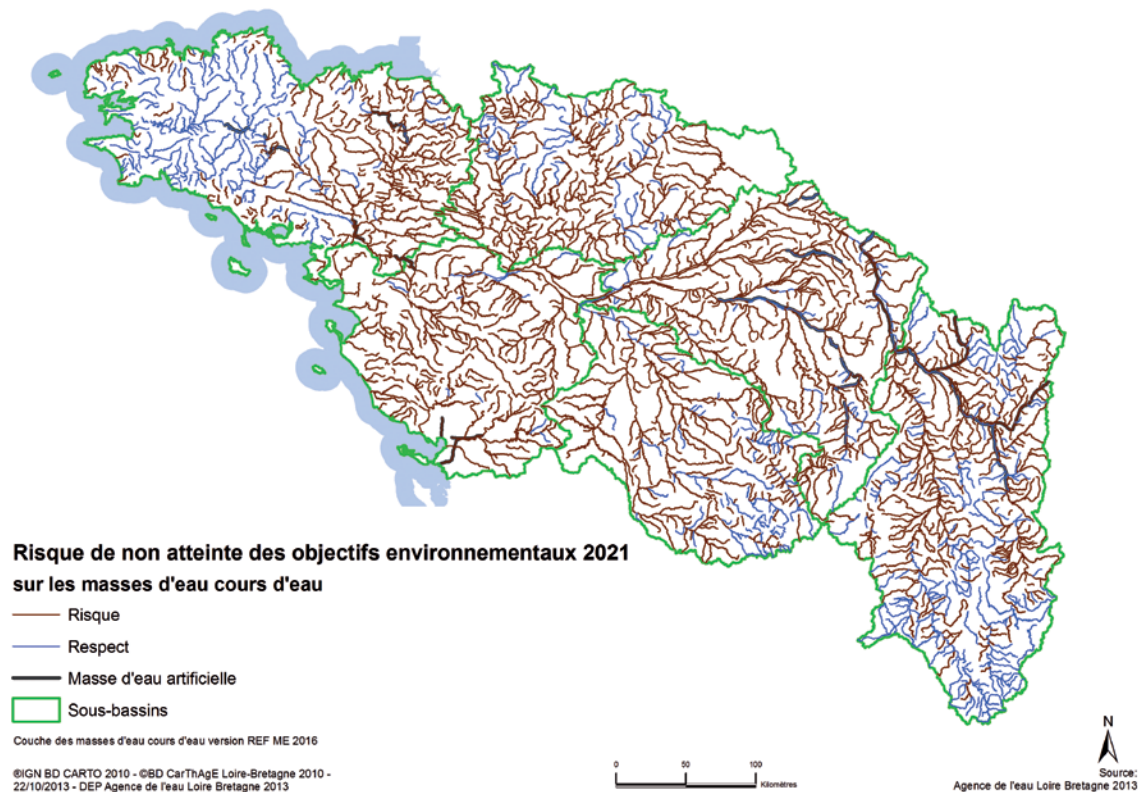 Risque de non atteinte des objectifs environnementaux 2021
sur les masses d'eau cours d'eau
Risque
Respect
Masse d'eau artificielle
Sous-bassins
Couche des masses d'eau cours d'eau version REF ME 2016
®IGN BD CARTO 2010 - ©BD CarThAgE Loire-Bretagne 2010 -
22/10/2013 - DEP Agence de l'eau Loire Bretagne 2013
0 50 100
Kilomètres
N
Source:
Agence de l'eau Loire Bretagne 2013